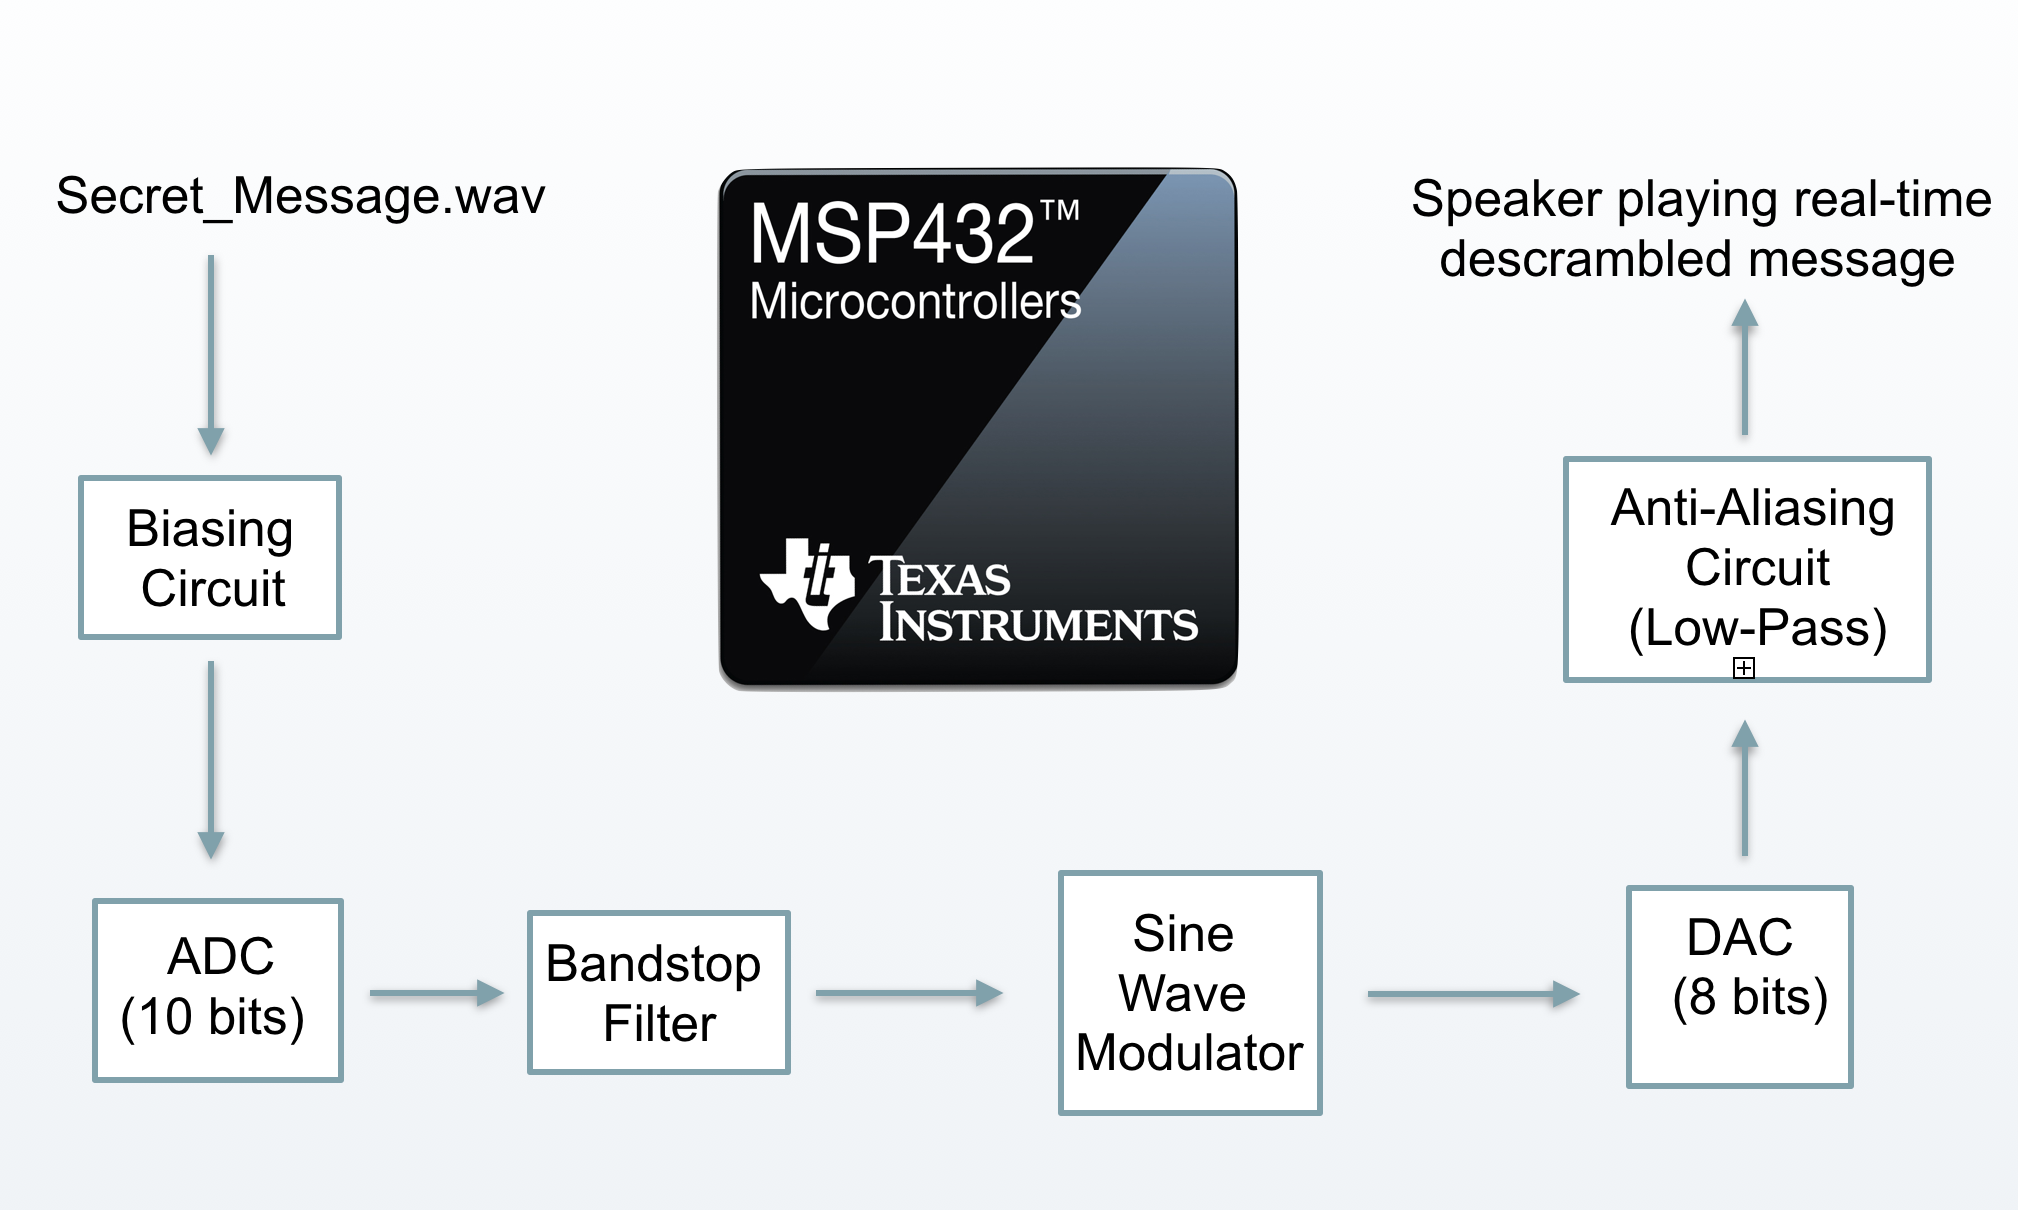 Secret_Message.wav
Biasing
Circuit
ADC
(10 bits)
Bandstop
Filter
Sine
Wave
Modulator
DAC
(8 bits)
Anti-Aliasing
Circuit
(Low-Pass)
Speaker playing real-time
descrambled message
MSP432™
Microcontrollers
TEXAS
INSTRUMENTS